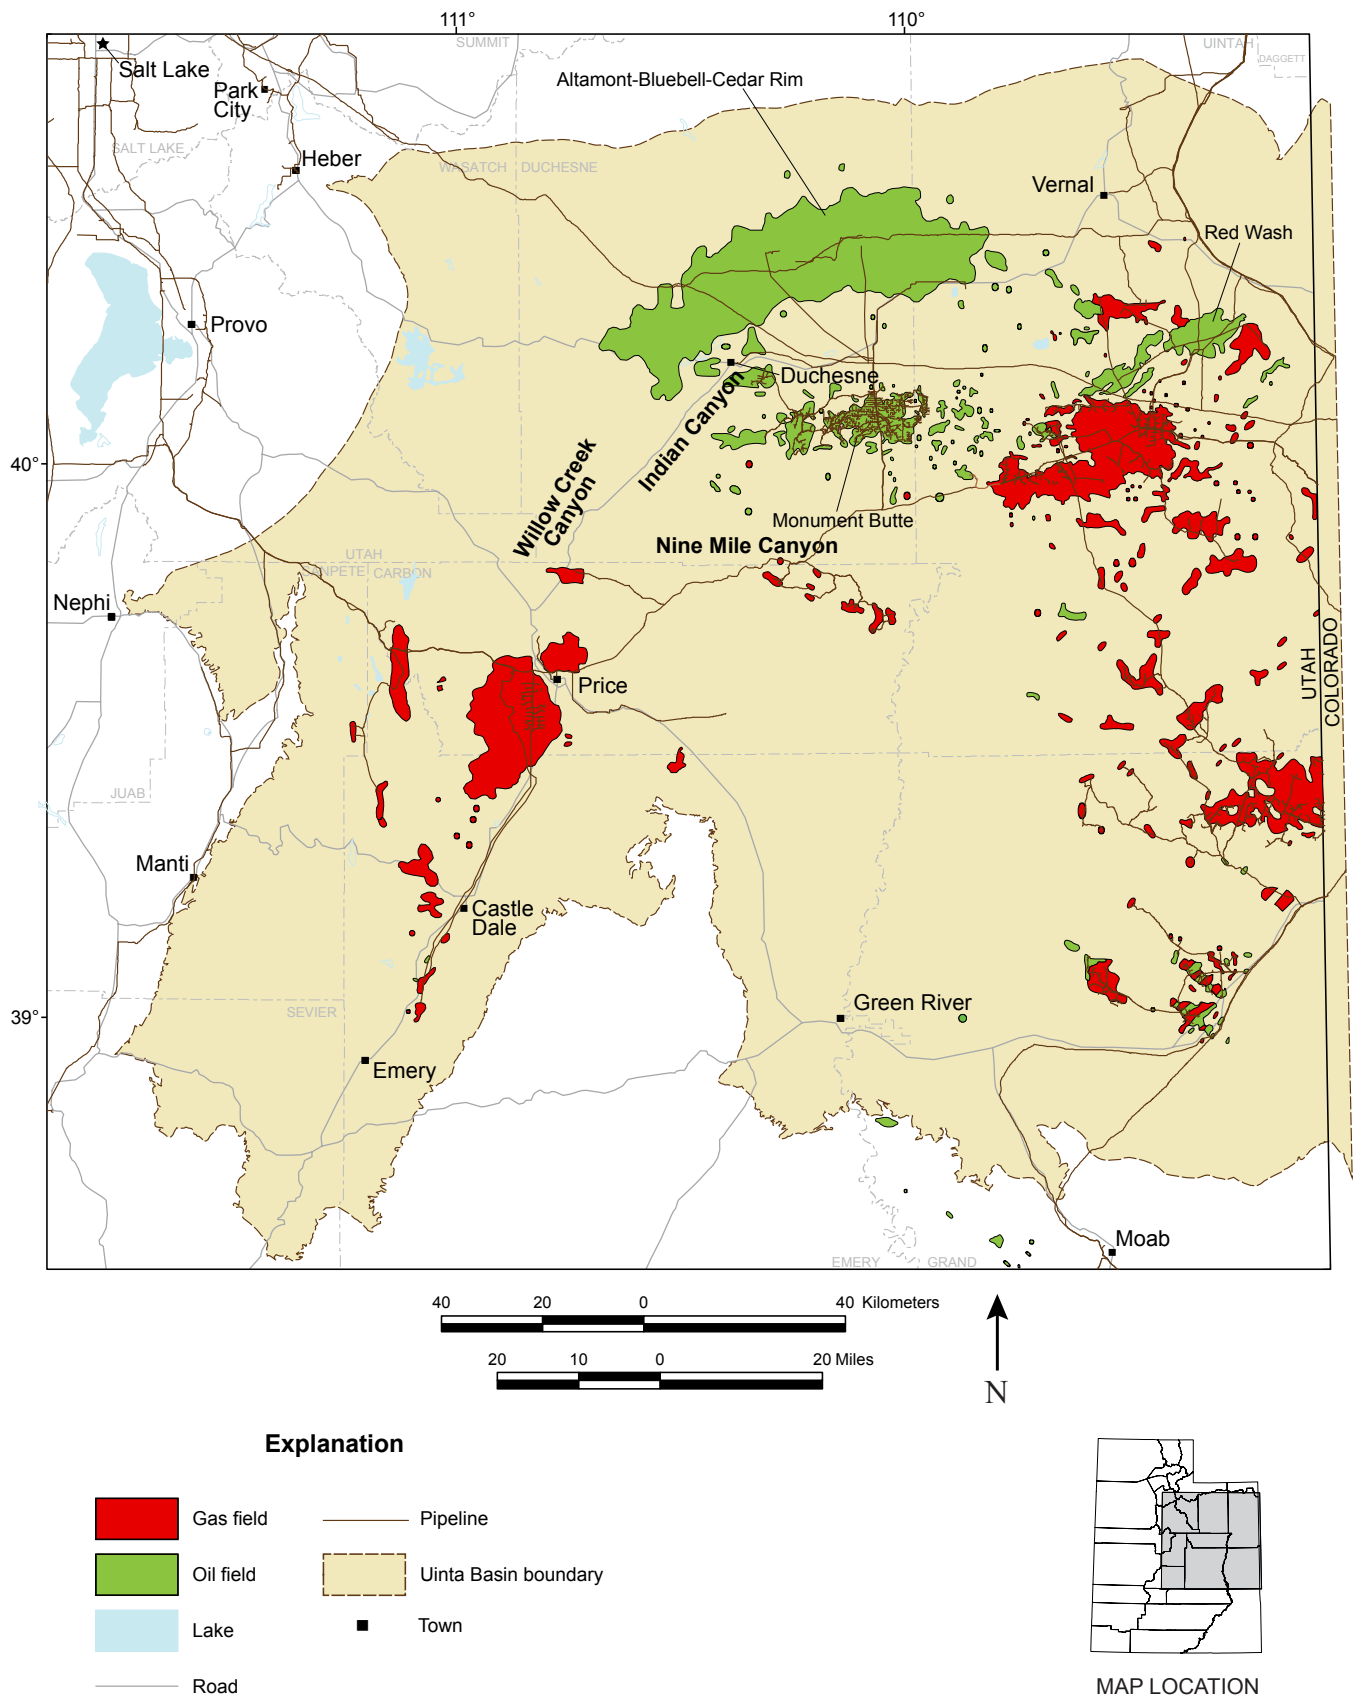 111°
110°
SUMMIT
UINTAH
DAGGETT
Salt Lake
Altamont-Bluebell-Cedar Rim
Park
City
SALT LAKE
Heber
WASATCH
DUCHESNE
Vernal
Red Wash
Provo
Duchesne
Indian Canyon
40°
Willow Creek
Canyon
Monument Butte
Nine Mile Canyon
UTAH
SANPETE
CARBON
Nephi
UTAH
COLORADO
Price
JUAB
Manti
Castle
Dale
Green River
SEVIER
39°
Emery
Moab
EMERY
GRAND
40 20 0 40 Kilometers
20 10 0 20 Miles
N
Explanation
Gas field
Pipeline
Oil field
Uinta Basin boundary
Lake
Town
Road
MAP LOCATION